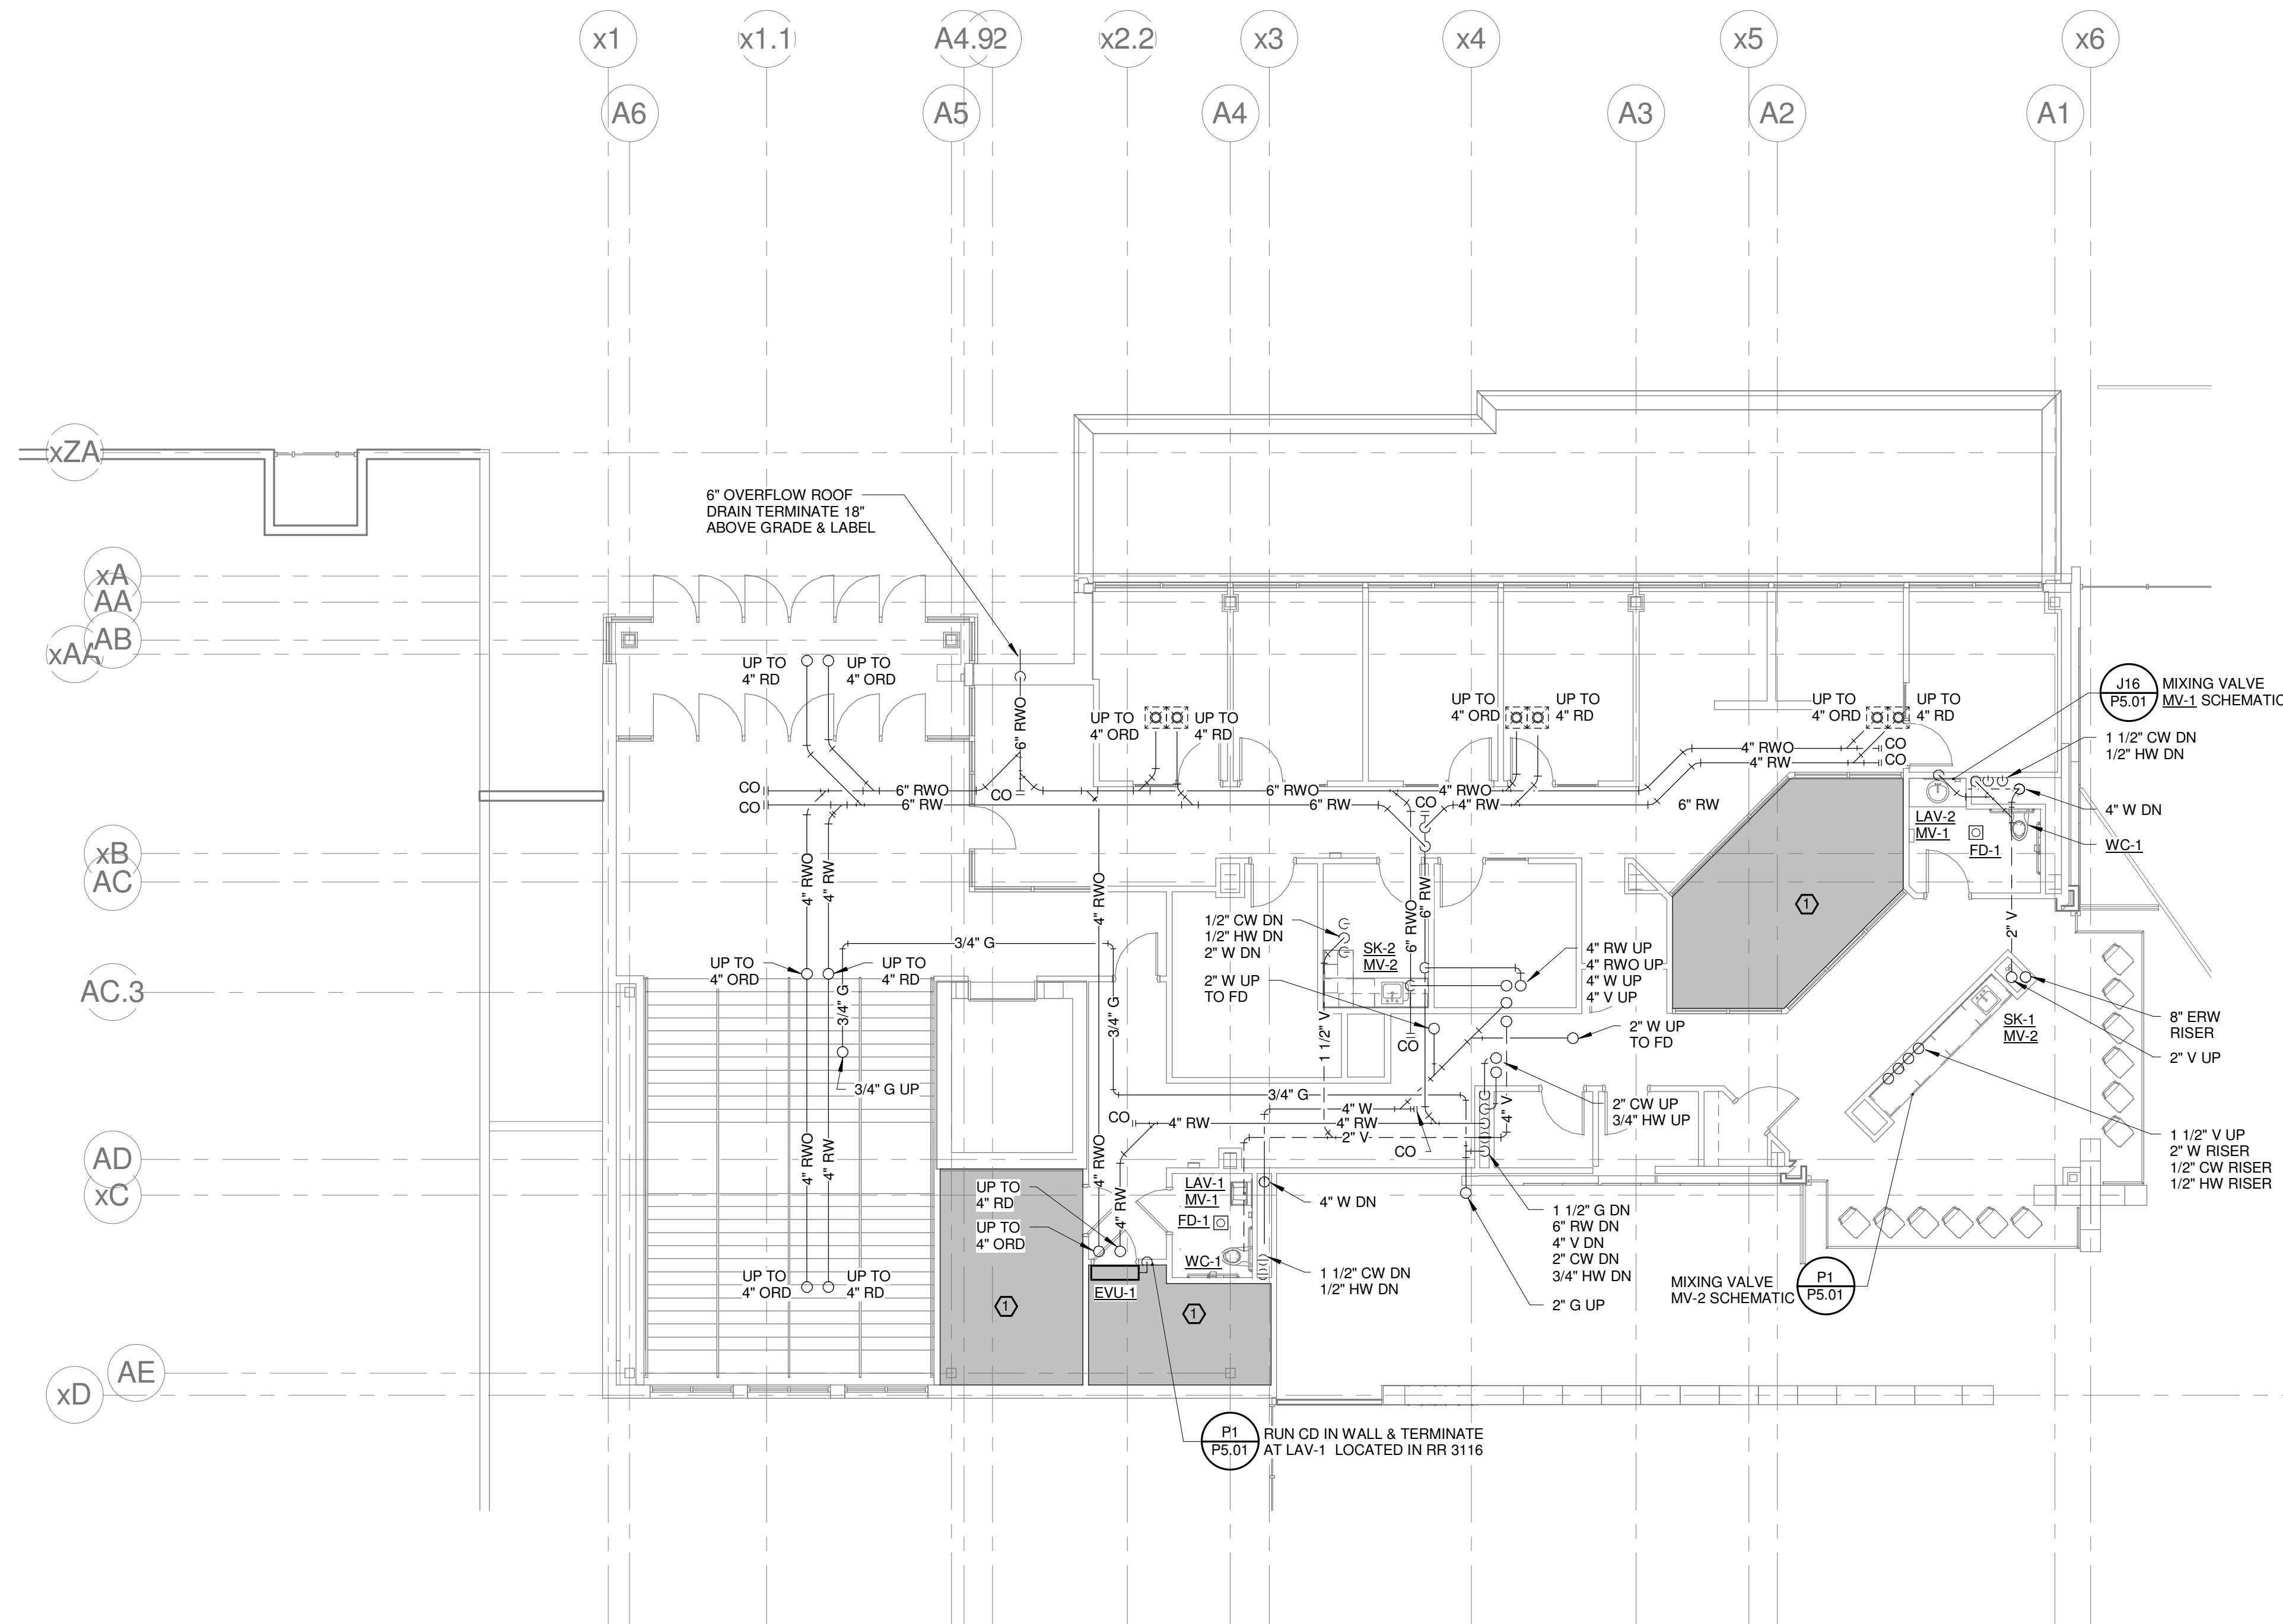 x1
x1.1
A4.9
2
x2.2
x3
x4
x5
x6
A6
A5
A4
A3
A2
A1
xZA
6" OVERFLOW ROOF
DRAIN TERMINATE 18"
ABOVE GRADE & LABEL
xA
AA
AB
xAA
UP TO
4" RD
UP TO
4" ORD
6" RWO
UP TO
4" ORD
UP TO
4" RD
UP TO
4" ORD
UP TO
4" RD
UP TO
4" ORD
UP TO
4" RD
J16
P5.01
MIXING VALVE
MV-1 SCHEMATIC
1 1/2" CW DN
1/2" HW DN
4" RWO
CO
4" RW
CO
CO
6" RWO
CO
6" RWO
4" RWO
CO
6" RW
6" RW
CO
4" RW
6" RW
4" W DN
LAV-2
MV-1
FD-1
WC-1
xB
AC
4" RWO
4" RW
4" RWO
6" RWO
6" RW
1
2" V
1/2" CW DN
1/2" HW DN
2" W DN
SK-2
MV-2
3/4" G
4" RW UP
4" RWO UP
4" W UP
4" V UP
UP TO
4" ORD
UP TO
4" RD
2" W UP
TO FD
AC.3
3/4" G
3/4" G
1 1/2" V
CO
2" W UP
TO FD
SK-1
MV-2
8" ERW
RISER
2" V UP
3/4" G UP
3/4" G
4" W
4" V
2" CW UP
3/4" HW UP
CO
4" RW
4" RW
2" V
CO
1 1/2" V UP
2" W RISER
1/2" CW RISER
1/2" HW RISER
AD
xC
4" RWO
4" RW
4" RWO
4" RW
UP TO
4" RD
UP TO
4" ORD
LAV-1
MV-1
FD-1
WC-1
4" W DN
1 1/2" G DN
6" RW DN
4" V DN
2" CW DN
3/4" HW DN
2" G UP
UP TO
4" ORD
UP TO
4" RD
EVU-1
1
1
1 1/2" CW DN
1/2" HW DN
MIXING VALVE
MV-2 SCHEMATIC
P1
P5.01
AE
xD
P1
P5.01
RUN CD IN WALL & TERMINATE
AT LAV-1 LOCATED IN RR 3116